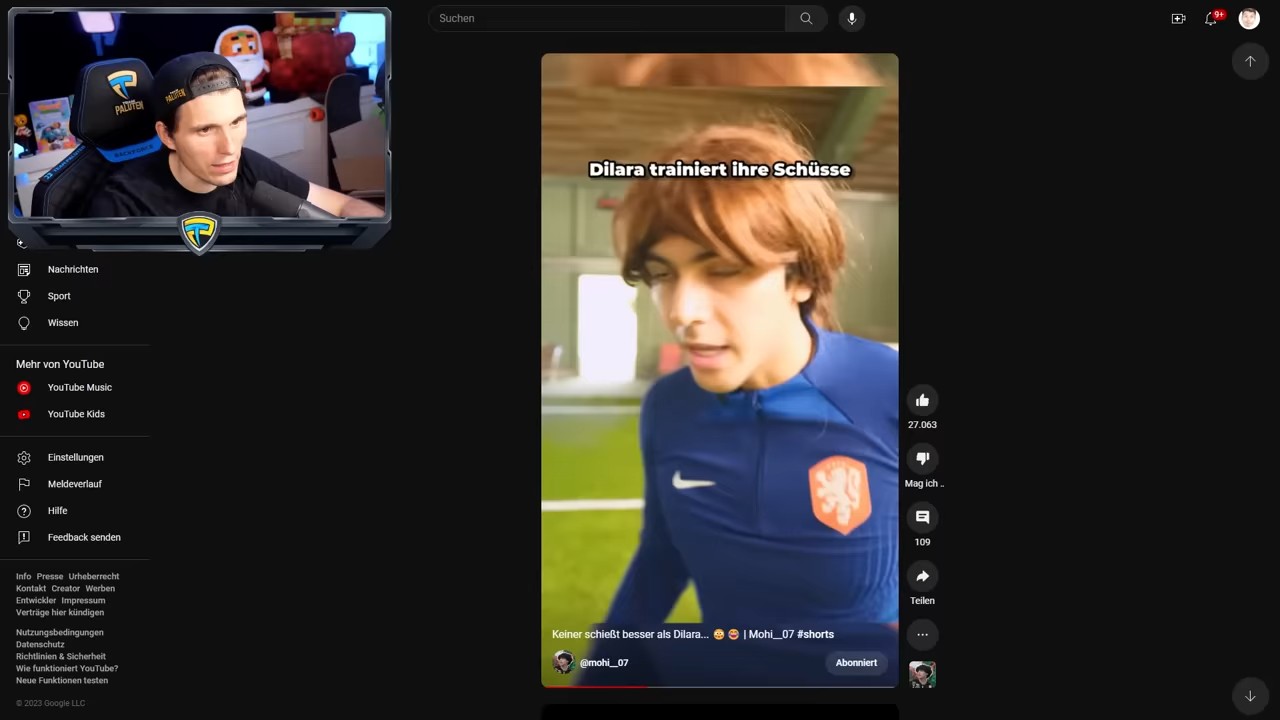 Suchen
9+
PALUTEN
PALUTEN
BACKFORCE
Nachrichten
Sport
Wissen
Mehr von YouTube
YouTube Music
YouTube Kids
Einstellungen
Meldeverlauf
Hilfe
Feedback senden
Info Presse Urheberrecht
Kontakt Creator Werben
Entwickler Impressum
Verträge hier kündigen
Nutzungsbedingungen
Datenschutz
Richtlinien & Sicherheit
Wie funktioniert YouTube?
Neue Funktionen testen
© 2023 Google LLC
Dilara trainiert ihre Schüsse
Keiner schießt besser als Dilara... 😳 😂 | Mohi__07 #shorts
@mohi__07
Abonniert
27.063
Mag ich ..
109
Teilen